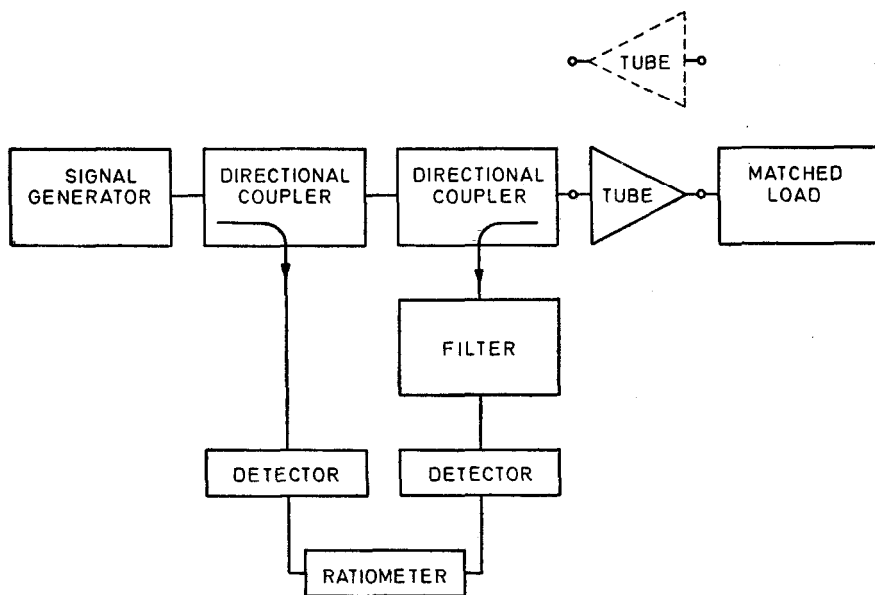 TUBE
SIGNAL
GENERATOR
DIRECTIONAL
COUPLER
DIRECTIONAL
COUPLER
TUBE
MATCHED
LOAD
FILTER
DETECTOR
DETECTOR
RATIOMETER